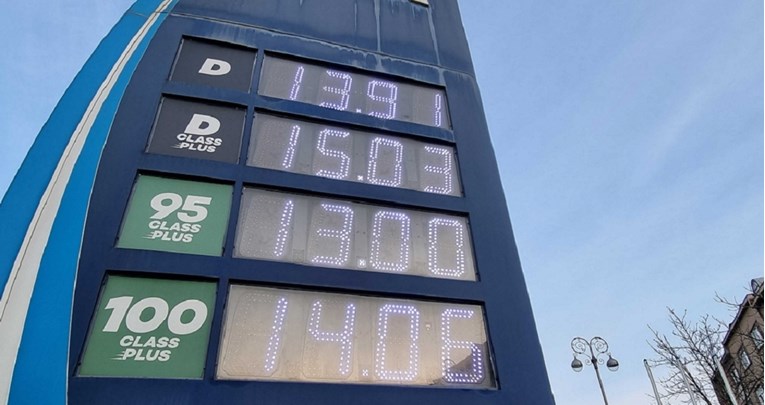 D
13.91
D
CLASS
PLUS
15.03
95
CLASS
PLUS
13.00
100
CLASS
PLUS
14.06